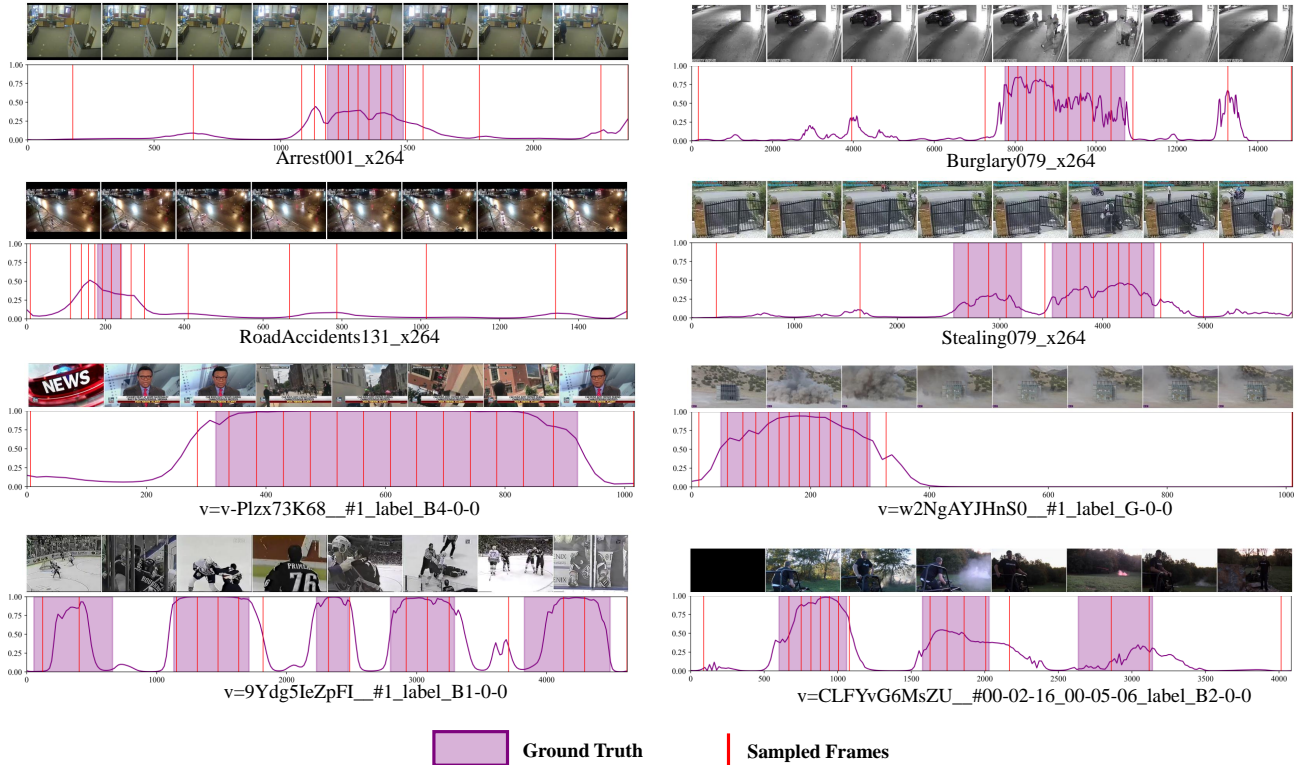 1.00
0.75
0.50
0.25
0.00
0 500 1000 1500 2000
Arrest001_x264
1.00
0.75
0.50
0.25
0.00
0 2000 4000 6000 8000 10000 12000 14000
Burglary079_x264
1.00
0.75
0.50
0.25
0.00
0 200 400 600 800 1000 1200 1400
RoadAccidents131_x264
1.00
0.75
0.50
0.25
0.00
0 1000 2000 3000 4000 5000
Stealing079_x264
NEWS
1.00
0.75
0.50
0.25
0.00
0 200 400 600 800 1000
v=v-Plzx73K68__#1_label_B4-0-0
1.00
0.75
0.50
0.25
0.00
0 200 400 600 800 1000
v=w2NgAYJHnS0__#1_label_G-0-0
76
1.00
0.75
0.50
0.25
0.00
0 1000 2000 3000 4000
v=9Ydg5IeZpFI__#1_label_B1-0-0
1.00
0.75
0.50
0.25
0.00
0 500 1000 1500 2000 2500 3000 3500 4000
v=CLFYvG6MsZU__#00-02-16_00-05-06_label_B2-0-0
Ground Truth
Sampled Frames